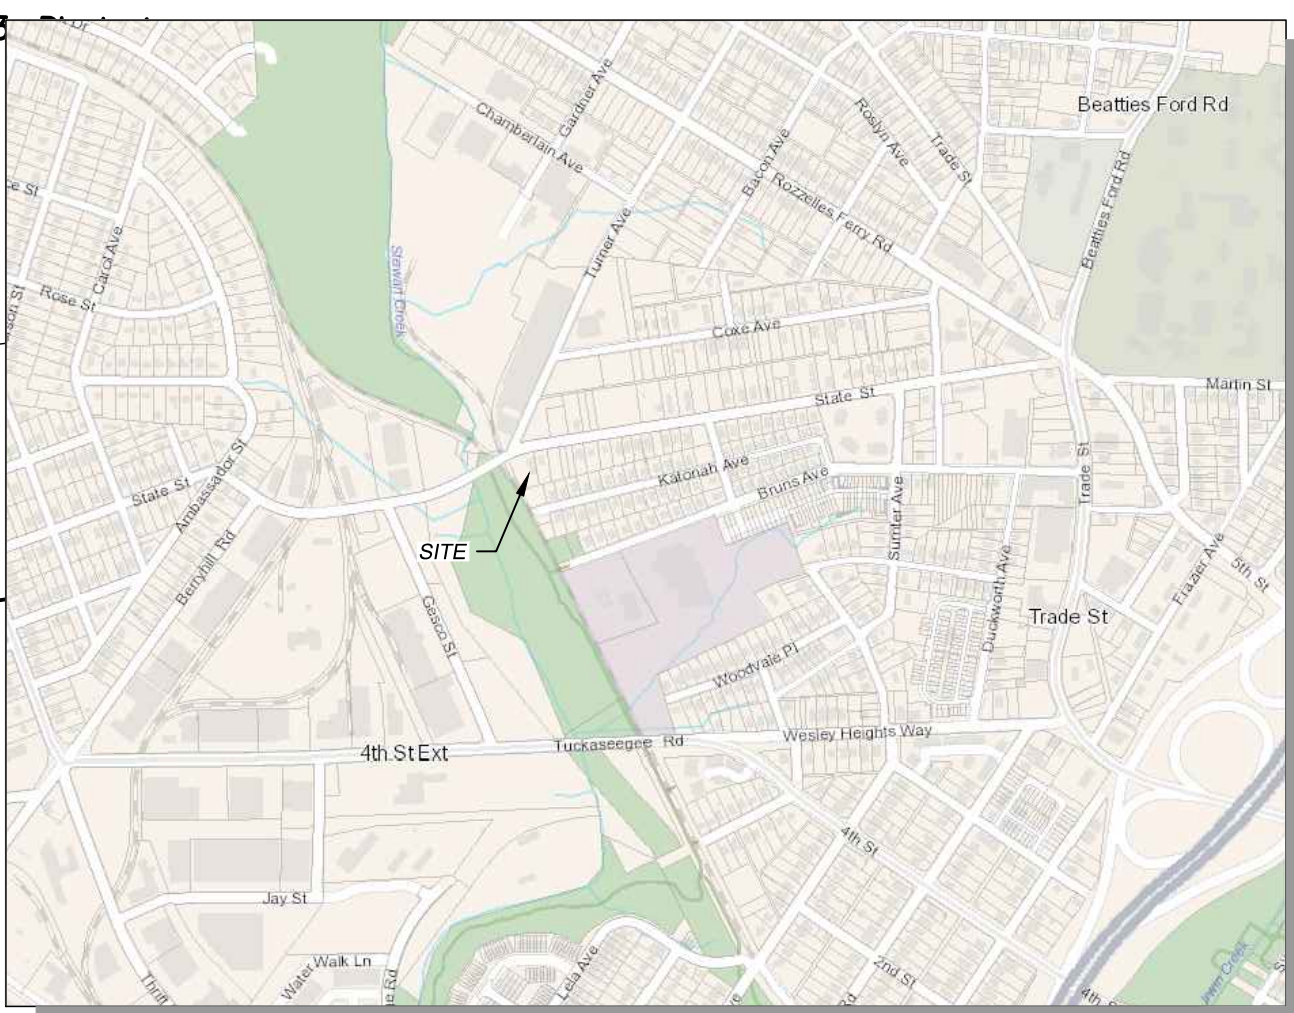 Beatties Ford Rd
Gardner Ave
Chamberlain Ave
Roslyn Ave
Trade St
Bacon Ave
Rozzelles Ferry Rd
Beatties Ford Rd
Turner Ave
Carol Ave
Stewart Creek
Rose St
Coxe Ave
Martin St
State St
Katonah Ave
Bruns Ave
Trade St
Ambassador St
State St
Sumter Ave
SITE
Berryhill Rd
Frazier Ave
5th St
Duckworth Ave
Gesco St
Trade St
Woodvale Pl
Wesley Heights Way
Tuckaseegee Rd
4th St Ext
4th St
Jay St
Walk Ln
Water
Lela Ave
2nd St
Irwin Creek
4th